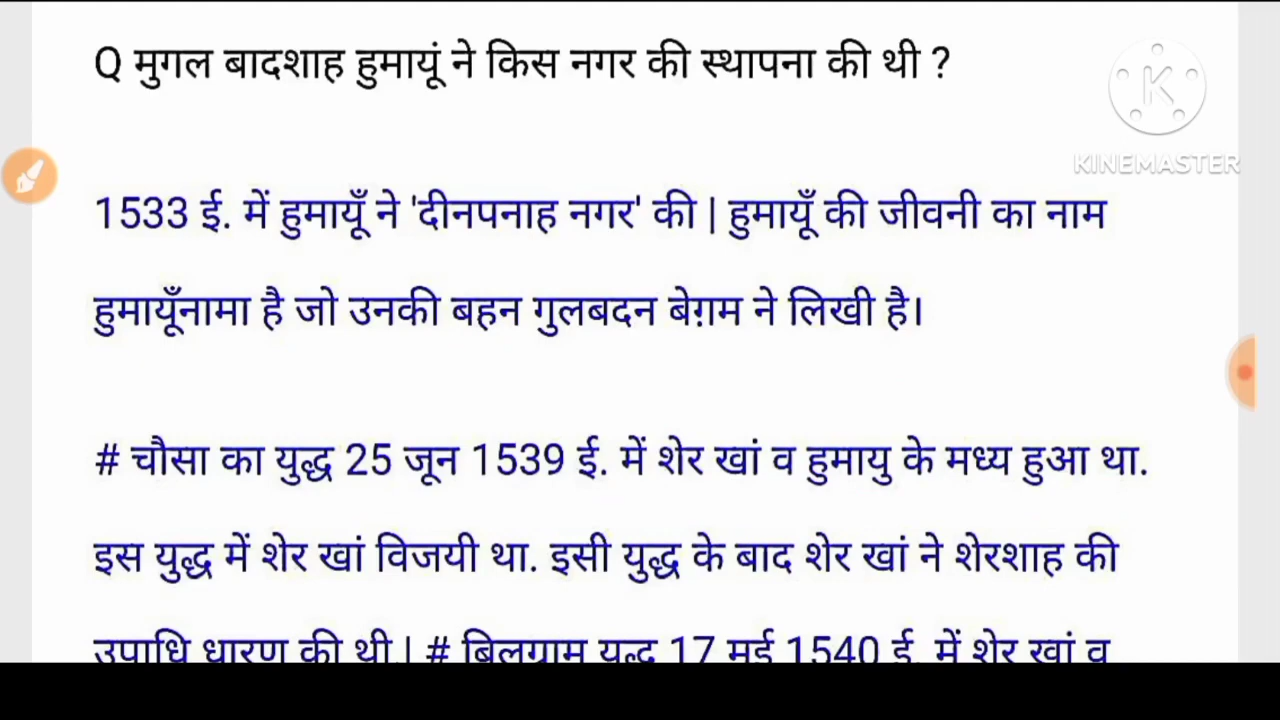 Q मुगल बादशाह हुमायूं ने किस नगर की स्थापना की थी ?
KINEMASTER
1533 ई. में हुमायूँ ने 'दीनपनाह नगर' की | हुमायूँ की जीवनी का नाम
हुमायूँनामा है जो उनकी बहन गुलबदन बेग़म ने लिखी है।
# चौसा का युद्ध 25 जून 1539 ई. में शेर खां व हुमायु के मध्य हुआ था.
इस युद्ध में शेर खां विजयी था. इसी युद्ध के बाद शेर खां ने शेरशाह की
उपाधि धारण की थी.| # बिलग्राम युद्ध 17 मई 1540 ई. में शेर खां व